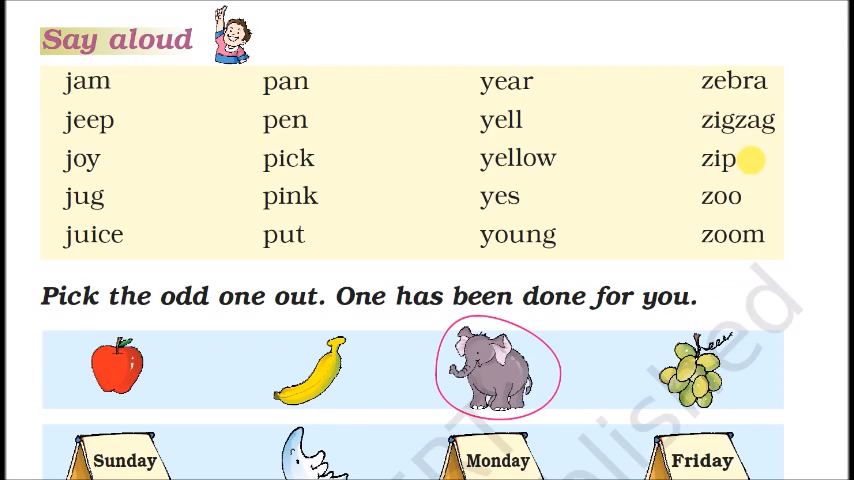 Say aloud
jam pan year zebra
jeep pen yell zigzag
joy pick yellow zip
jug pink yes zoo
juice put young zoom
Pick the odd one out. One has been done for you.
Sunday Monday Friday